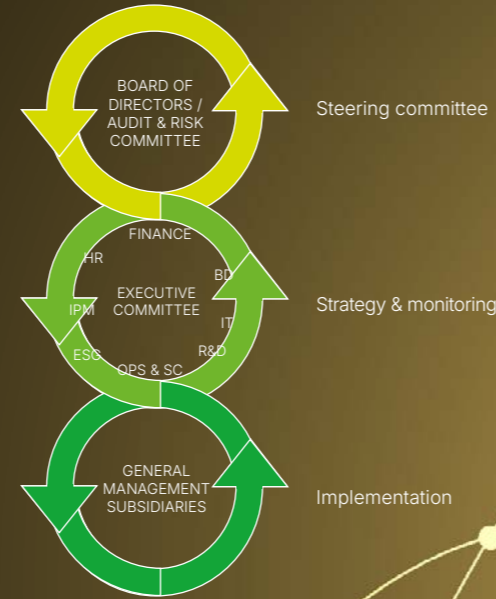 BOARD OF
DIRECTORS /
AUDIT & RISK
COMMITTEE
Steering committee
FINANCE
HR
BD
EXECUTIVE
COMMITTEE
IPM
IT
Strategy & monitoring
ESG
R&D
OPS & SC
GENERAL
MANAGEMENT
SUBSIDIARIES
Implementation